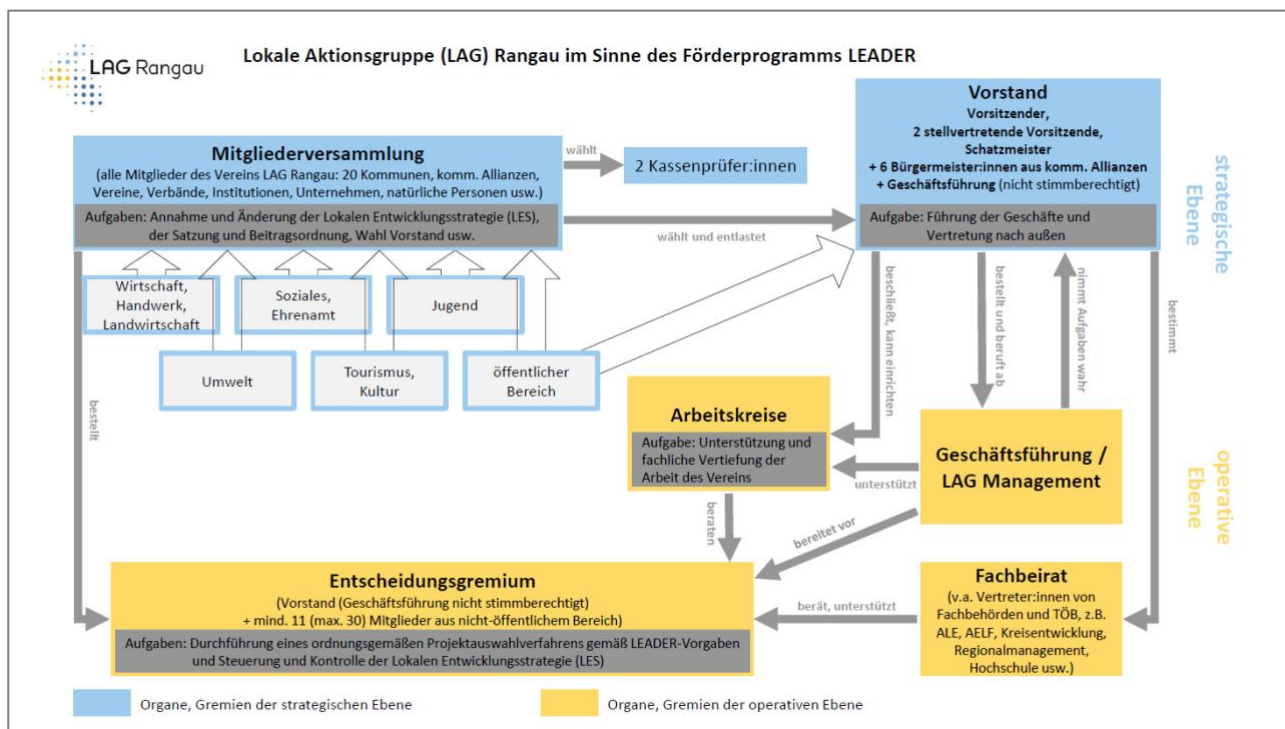 LAG Rangau
Lokale Aktionsgruppe (LAG) Rangau im Sinne des Förderprogramms LEADER
Mitgliederversammlung
(alle Mitglieder des Vereins LAG Rangau: 20 Kommunen, komm. Allianzen,
Vereine, Verbände, Institutionen, Unternehmen, natürliche Personen usw.)
Aufgaben: Annahme und Änderung der Lokalen Entwicklungsstrategie (LES),
der Satzung und Beitragsordnung, Wahl Vorstand usw.
wählt
2 Kassenprüfer:innen
wählt und entlastet
Vorstand
Vorsitzender,
2 stellvertretende Vorsitzende,
Schatzmeister
+ 6 Bürgermeister:innen aus komm. Allianzen
+ Geschäftsführung (nicht stimmberechtigt)
Aufgabe: Führung der Geschäfte und
Vertretung nach außen
strategische
Ebene
Wirtschaft,
Handwerk,
Landwirtschaft
Soziales,
Ehrenamt
Jugend
Umwelt
Tourismus,
Kultur
öffentlicher
Bereich
bestellt
beschließt, kann einrichten
bestellt und beruft ab
nimmt Aufgaben wahr
bestimmt
Arbeitskreise
Aufgabe: Unterstützung und
fachliche Vertiefung der
Arbeit des Vereins
unterstützt
Geschäftsführung /
LAG Management
operative
Ebene
beraten
bereitet vor
Entscheidungsgremium
(Vorstand (Geschäftsführung nicht stimmberechtigt)
+ mind. 11 (max. 30) Mitglieder aus nicht-öffentlichem Bereich)
Aufgaben: Durchführung eines ordnungsgemäßen Projektauswahlverfahrens gemäß LEADER-Vorgaben
und Steuerung und Kontrolle der Lokalen Entwicklungsstrategie (LES)
berät, unterstützt
Fachbeirat
(v.a. Vertreter:innen von
Fachbehörden und TÖB, z.B.
ALE, AELF, Kreisentwicklung,
Regionalmanagement,
Hochschule usw.)
Organe, Gremien der strategischen Ebene
Organe, Gremien der operativen Ebene